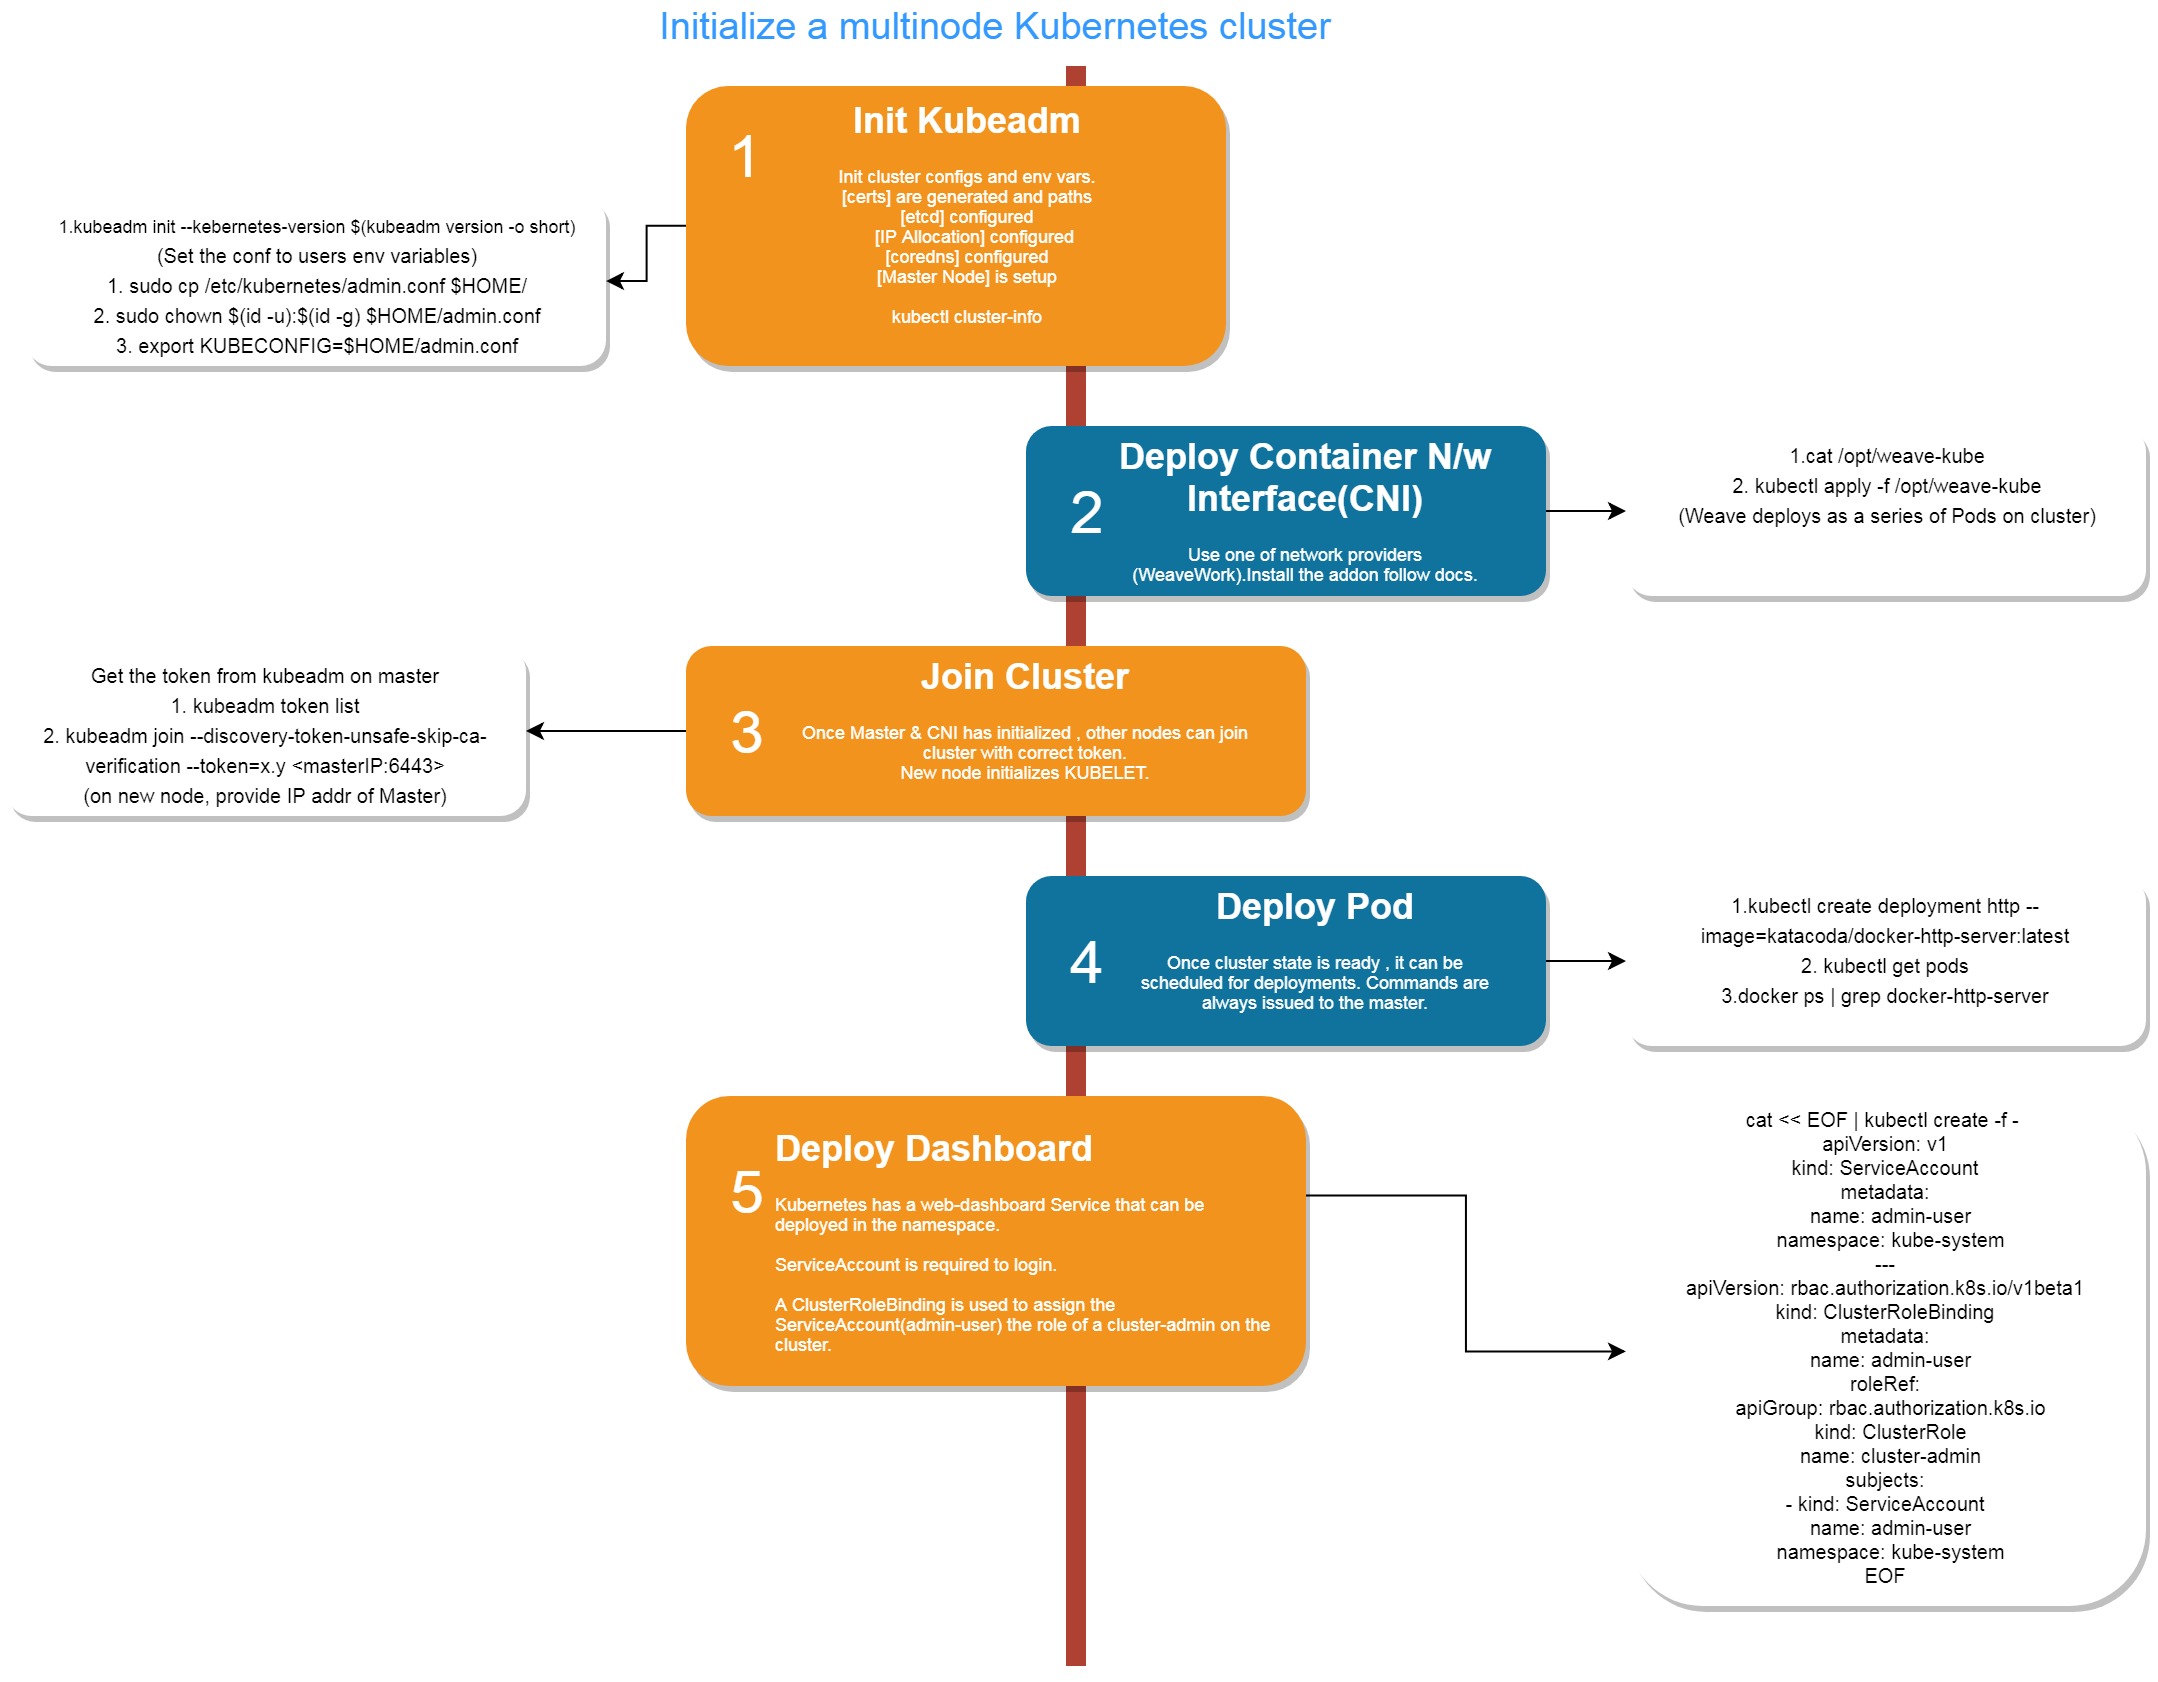 Initialize a multinode Kubernetes cluster
Init Kubeadm
1
Init cluster configs and env vars.
[certs] are generated and paths
[etcd] configured
[IP Allocation] configured
[coredns] configured
[Master Node] is setup
kubectl cluster-info
1.kubeadm init --kebernetes-version $(kubeadm version -o short)
(Set the conf to users env variables)
1. sudo cp /etc/kubernetes/admin.conf $HOME/
2. sudo chown $(id -u):$(id -g) $HOME/admin.conf
3. export KUBECONFIG=$HOME/admin.conf
Deploy Container N/w
Interface(CNI)
2
Use one of network providers
(WeaveWork).Install the addon follow docs.
1.cat /opt/weave-kube
2. kubectl apply -f /opt/weave-kube
(Weave deploys as a series of Pods on cluster)
Join Cluster
3
Once Master & CNI has initialized , other nodes can join
cluster with correct token.
New node initializes KUBELET.
Get the token from kubeadm on master
1. kubeadm token list
2. kubeadm join --discovery-token-unsafe-skip-ca-
verification --token=x.y <masterIP:6443>
(on new node, provide IP addr of Master)
Deploy Pod
4
Once cluster state is ready , it can be
scheduled for deployments. Commands are
always issued to the master.
1.kubectl create deployment http --
image=katacoda/docker-http-server:latest
2. kubectl get pods
3.docker ps | grep docker-http-server
Deploy Dashboard
5
Kubernetes has a web-dashboard Service that can be
deployed in the namespace.
ServiceAccount is required to login.
A ClusterRoleBinding is used to assign the
ServiceAccount(admin-user) the role of a cluster-admin on the
cluster.
cat << EOF | kubectl create -f -
apiVersion: v1
kind: ServiceAccount
metadata:
name: admin-user
namespace: kube-system
---
apiVersion: rbac.authorization.k8s.io/v1beta1
kind: ClusterRoleBinding
metadata:
name: admin-user
roleRef:
apiGroup: rbac.authorization.k8s.io
kind: ClusterRole
name: cluster-admin
subjects:
- kind: ServiceAccount
name: admin-user
namespace: kube-system
EOF